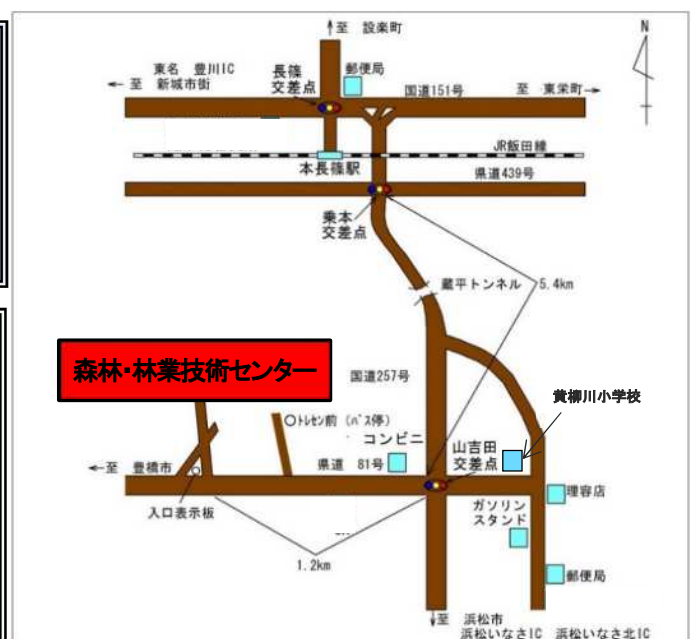 ↑至 設楽町
N
東名 豊川IC
← 至 新城市街
長篠
交差点
郵便局
国道151号
至 東栄町→
JR飯田線
本長篠駅
県道439号
乗本
交差点
蔵平トンネル
5.4km
森林・林業技術センター
国道257号
黄柳川小学校
○トレセン前 (バス停)
コンビニ
山吉田
交差点
←至 豊橋市
県道 81号
入口表示板
理容店
ガソリン
スタンド
1.2km
郵便局
↓至 浜松市
浜松いなさIC 浜松いなさ北IC